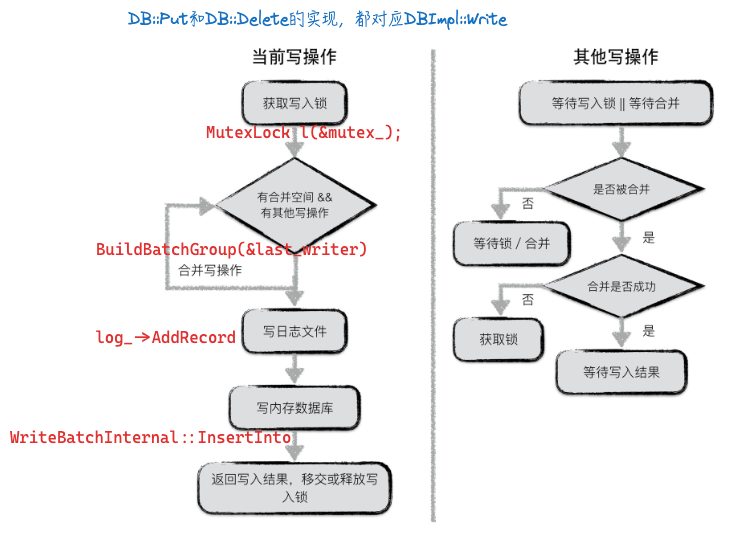 DB::Put和DB::Delete的实现，都对应DBImpl::Write
当前写操作
获取写入锁
MutexLock l(&mutex_);
有合并空间 &&
有其他写操作
BuildBatchGroup(&last_writer)
合并写操作
写日志文件
log_->AddRecord
写内存数据库
WriteBatchInternal::InsertInto
返回写入结果，移交或释放写
入锁
其他写操作
等待写入锁 || 等待合并
是否被合并
否
等待锁 / 合并
是
合并是否成功
否
获取锁
是
等待写入结果